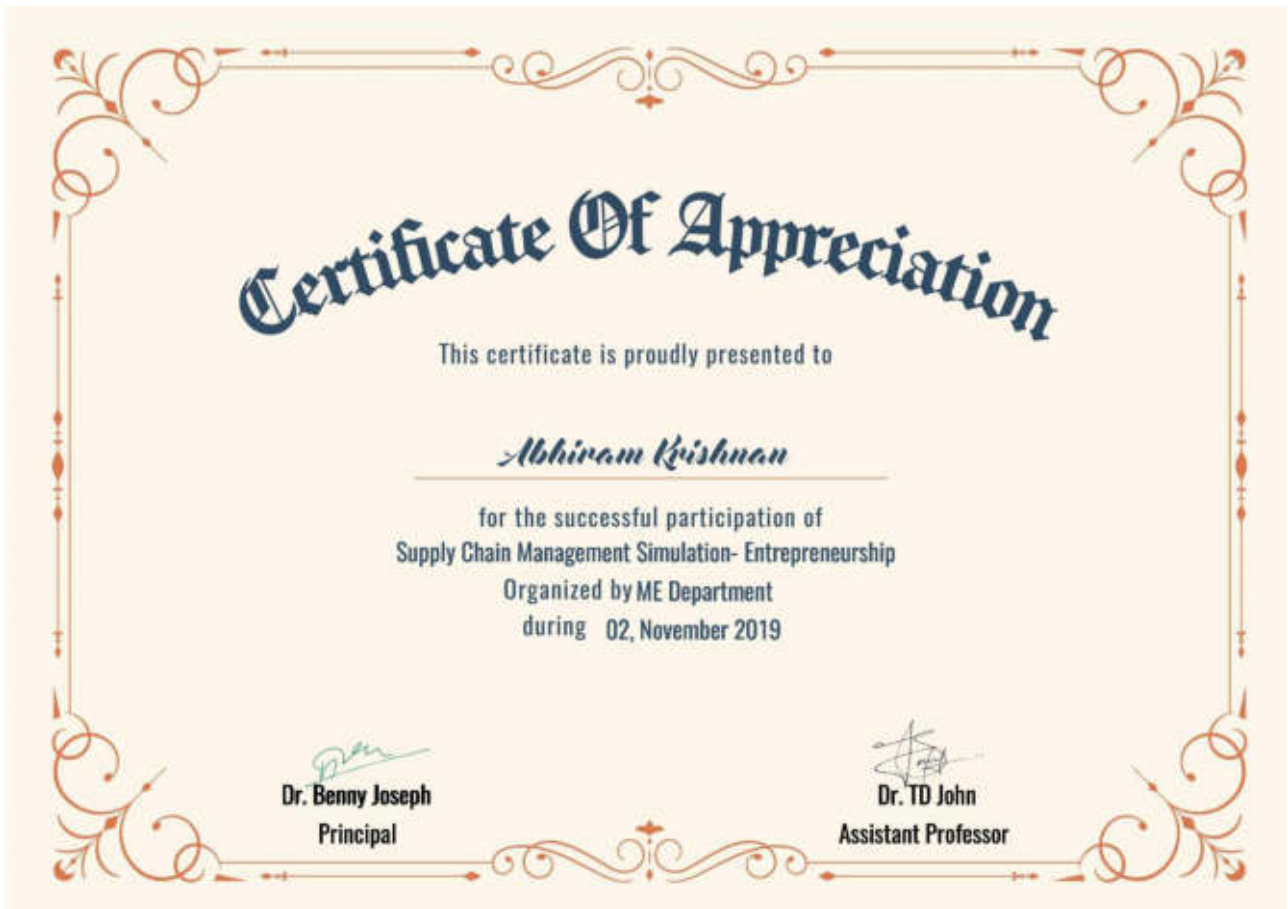 Certificate Of Appreciation
This certificate is proudly presented to
Abhiram Krishnan
for the successful participation of
Supply Chain Management Simulation- Entrepreneurship
Organized by ME Department
during 02, November 2019
Dr. Benny Joseph
Principal
Dr. TD John
Assistant Professor